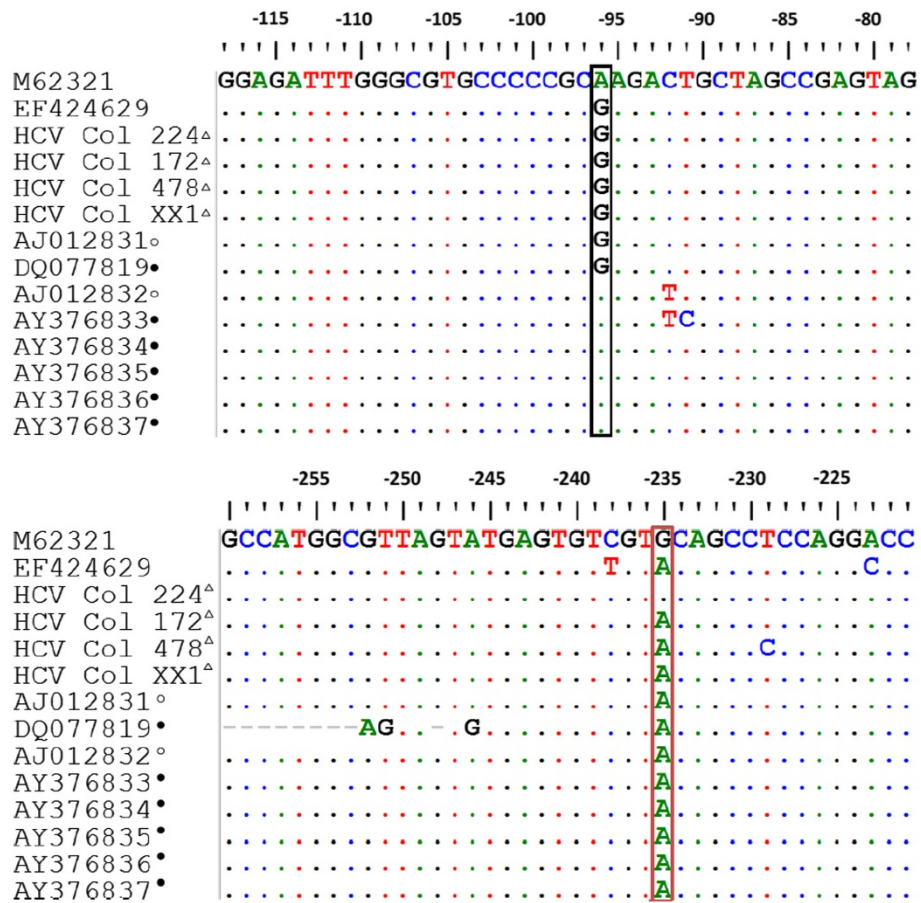 -115 -110 -105 -100 -95 -90 -85 -80
M62321 GGAGATTTGGGCGTGCCCCCGCAAGACTGCTAGCCGAGTAG
EF424629 ......................G..................
HCV Col 224△ ......................G..................
HCV Col 172△ ......................G..................
HCV Col 478△ ......................G..................
HCV Col XX1△ ......................G..................
AJ012831○ ......................G..................
DQ077819● ......................G..................
AJ012832○ ..........................T..............
AY376833● ..........................TC.............
AY376834● .........................................
AY376835● .........................................
AY376836● .........................................
AY376837● .........................................
-255 -250 -245 -240 -235 -230 -225
M62321 GCCATGGCGTTAGTATGAGTGTCGTGCAGCCTCCAGGACC
EF424629 ......................T..A...........C..
HCV Col 224△ ........................................
HCV Col 172△ .........................A..............
HCV Col 478△ .........................A.....C........
HCV Col XX1△ .........................A..............
AJ012831○ .........................A..............
DQ077819● --------AG..-.G..........A..............
AJ012832○ .........................A..............
AY376833● .........................A..............
AY376834● .........................A..............
AY376835● .........................A..............
AY376836● .........................A..............
AY376837● .........................A..............